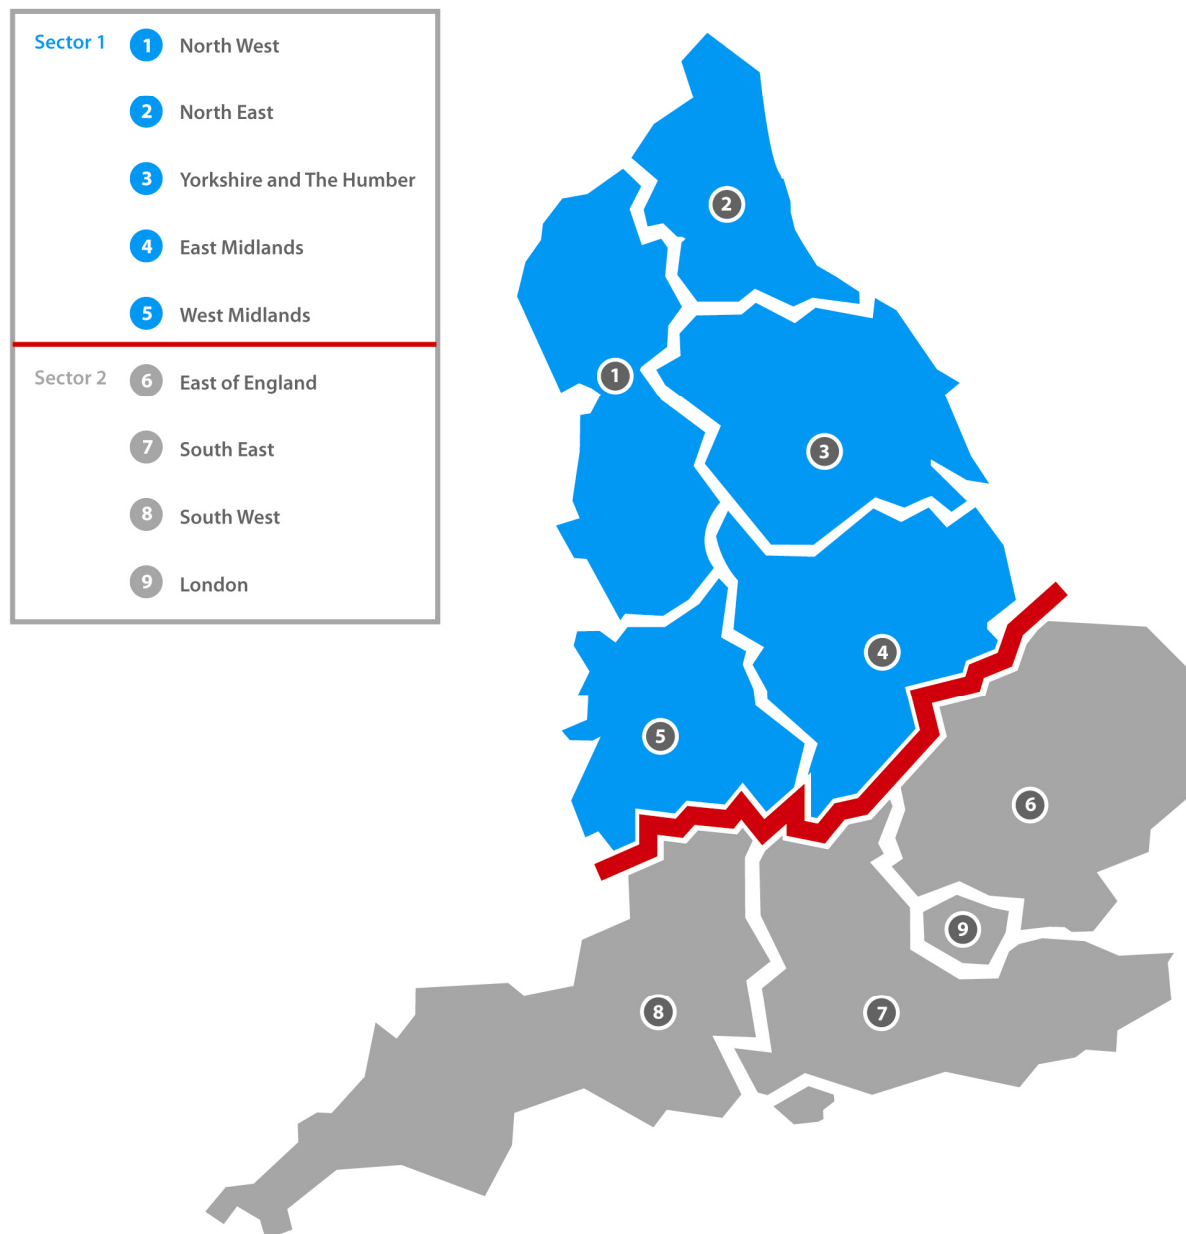 Sector 1
1 North West
2 North East
3 Yorkshire and The Humber
4 East Midlands
5 West Midlands
Sector 2
6 East of England
7 South East
8 South West
9 London
2
1
3
4
5
6
9
8
7